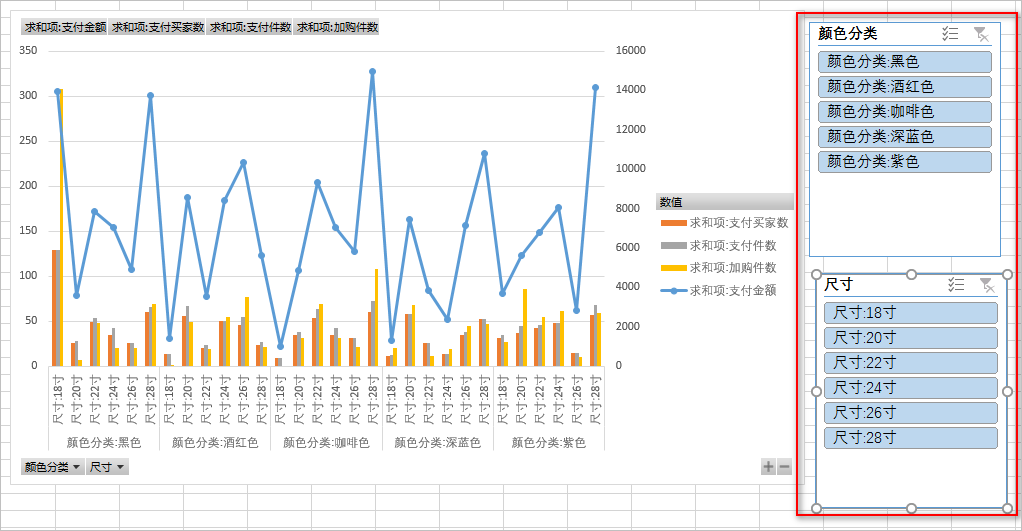 求和项:支付金额 求和项:支付买家数 求和项:支付件数 求和项:加购件数
350
300
250
200
150
100
50
0
16000
14000
12000
10000
8000
6000
4000
2000
0
尺寸:18寸 尺寸:20寸 尺寸:22寸 尺寸:24寸 尺寸:26寸 尺寸:28寸 尺寸:18寸 尺寸:20寸 尺寸:22寸 尺寸:24寸 尺寸:26寸 尺寸:28寸 尺寸:18寸 尺寸:20寸 尺寸:22寸 尺寸:24寸 尺寸:26寸 尺寸:28寸 尺寸:18寸 尺寸:20寸 尺寸:22寸 尺寸:24寸 尺寸:26寸 尺寸:28寸 尺寸:18寸 尺寸:20寸 尺寸:22寸 尺寸:24寸 尺寸:26寸 尺寸:28寸
颜色分类:黑色 颜色分类:酒红色 颜色分类:咖啡色 颜色分类:深蓝色 颜色分类:紫色
颜色分类 尺寸
数值
求和项:支付买家数
求和项:支付件数
求和项:加购件数
求和项:支付金额
颜色分类
颜色分类:黑色
颜色分类:酒红色
颜色分类:咖啡色
颜色分类:深蓝色
颜色分类:紫色
尺寸
尺寸:18寸
尺寸:20寸
尺寸:22寸
尺寸:24寸
尺寸:26寸
尺寸:28寸